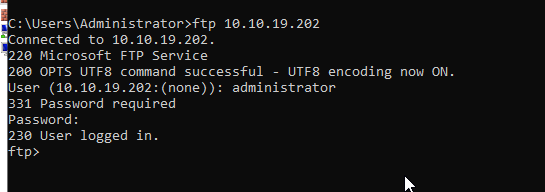 C:\Users\Administrator>ftp 10.10.19.202
Connected to 10.10.19.202.
220 Microsoft FTP Service
200 OPTS UTF8 command successful - UTF8 encoding now ON.
User (10.10.19.202:(none)): administrator
331 Password required
Password:
230 User logged in.
ftp>